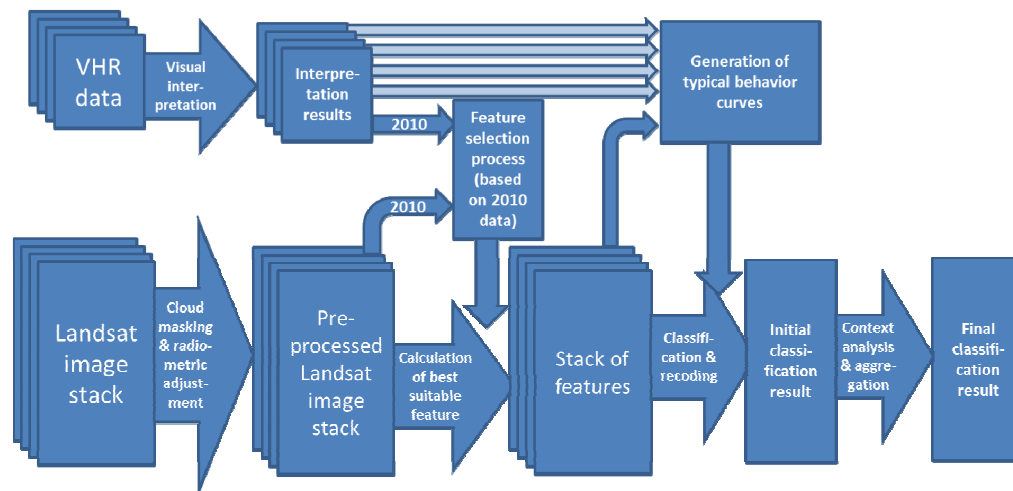 VHR
data
Visual
inter-
pretation
Interpre-
tation
results
2010
Feature
selection
process
(based
on 2010
data)
Generation of
typical behavior
curves
2010
Landsat
image
stack
Cloud
masking
& radio-
metric
adjust-
ment
Pre-
processed
Landsat
image
stack
Calculation
of best
suitable
feature
Stack of
features
Classifi-
cation &
recoding
Initial
classi-
fication
result
Context
analysis
& aggre-
gation
Final
classifi-
cation
result